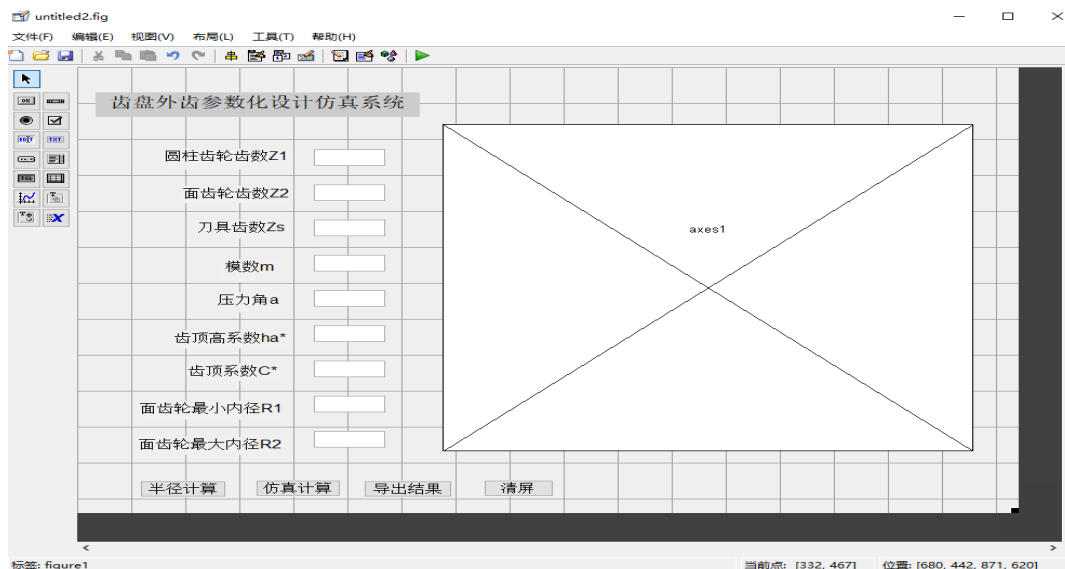 untitled2.fig
文件(F) 编辑(E) 视图(V) 布局(L) 工具(T) 帮助(H)
齿盘外齿参数化设计仿真系统
圆柱齿轮齿数Z1
面齿轮齿数Z2
刀具齿数Zs
axes1
模数m
压力角a
齿顶高系数ha*
齿顶系数C*
面齿轮最小内径R1
面齿轮最大内径R2
半径计算 仿真计算 导出结果 清屏
标签: figure1 当前点: [332, 467] 位置: [680, 442, 871, 620]